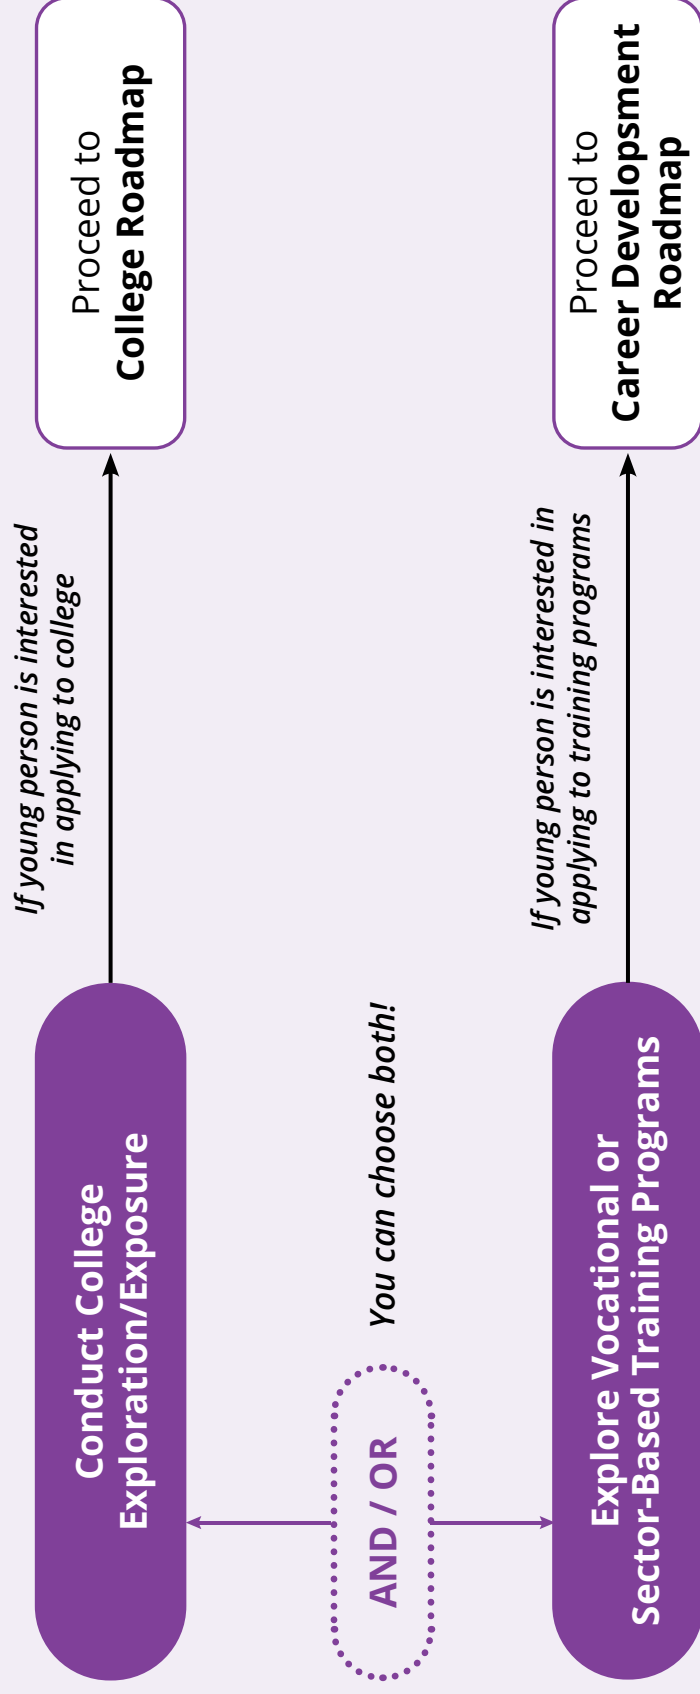 Conduct College
Exploration/Exposure
If young person is interested
in applying to college
Proceed to
College Roadmap
AND / OR
You can choose both!
Explore Vocational or
Sector-Based Training Programs
If young person is interested in
applying to training programs
Proceed to
Career Developsment
Roadmap